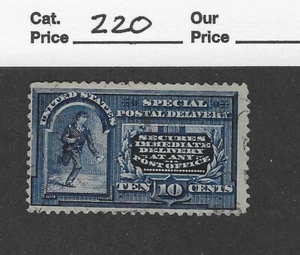 Cat. Price 220 Our Price
UNITED STATES
SPECIAL
POSTAL DELIVERY
SECURES
IMMEDIATE
DELIVERY
AT ANY
POST OFFICE
TEN 10 CENTS